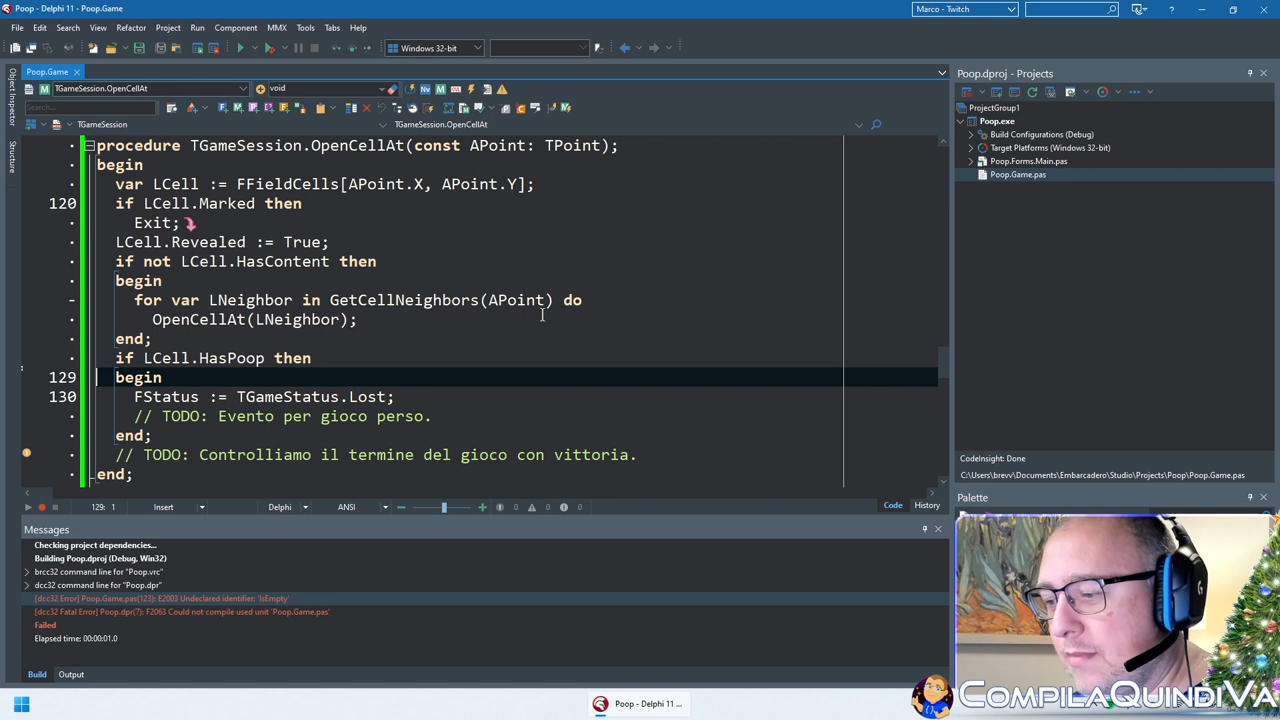 Poop - Delphi 11 - Poop.Game
Marco - Twitch
File Edit Search View Refactor Project Run Component MMX Tools Tabs Help
Windows 32-bit
Poop.Game
TGameSession.OpenCellAt
void
Search...
TGameSession
TGameSession.OpenCellAt
procedure TGameSession.OpenCellAt(const APoint: TPoint);
begin
var LCell := FFieldCells[APoint.X, APoint.Y];
120 if LCell.Marked then
Exit;
LCell.Revealed := True;
if not LCell.HasContent then
begin
for var LNeighbor in GetCellNeighbors(APoint) do
OpenCellAt(LNeighbor);
end;
if LCell.HasPoop then
129 begin
130 FStatus := TGameStatus.Lost;
// TODO: Evento per gioco perso.
end;
// TODO: Controlliamo il termine del gioco con vittoria.
end;
129: 1 Insert Delphi ANSI 0 0 0 Code History
Messages
Checking project dependencies...
Building Poop.dproj (Debug, Win32)
brcc32 command line for "Poop.vrc"
dcc32 command line for "Poop.dpr"
[dcc32 Error] Poop.Game.pas(123): E2003 Undeclared identifier: 'IsEmpty'
[dcc32 Fatal Error] Poop.dpr(7): F2063 Could not compile used unit 'Poop.Game.pas'
Failed
Elapsed time: 00:00:01.0
Build Output
Object Inspector
Structure
Poop.dproj - Projects
ProjectGroup1
Poop.exe
Build Configurations (Debug)
Target Platforms (Windows 32-bit)
Poop.Forms.Main.pas
Poop.Game.pas
CodeInsight: Done
C:\Users\brevv\Documents\Embarcadero\Studio\Projects\Poop\Poop.Game.pas
Palette
Poop - Delphi 11 ...
COMPILAQUINDIVA